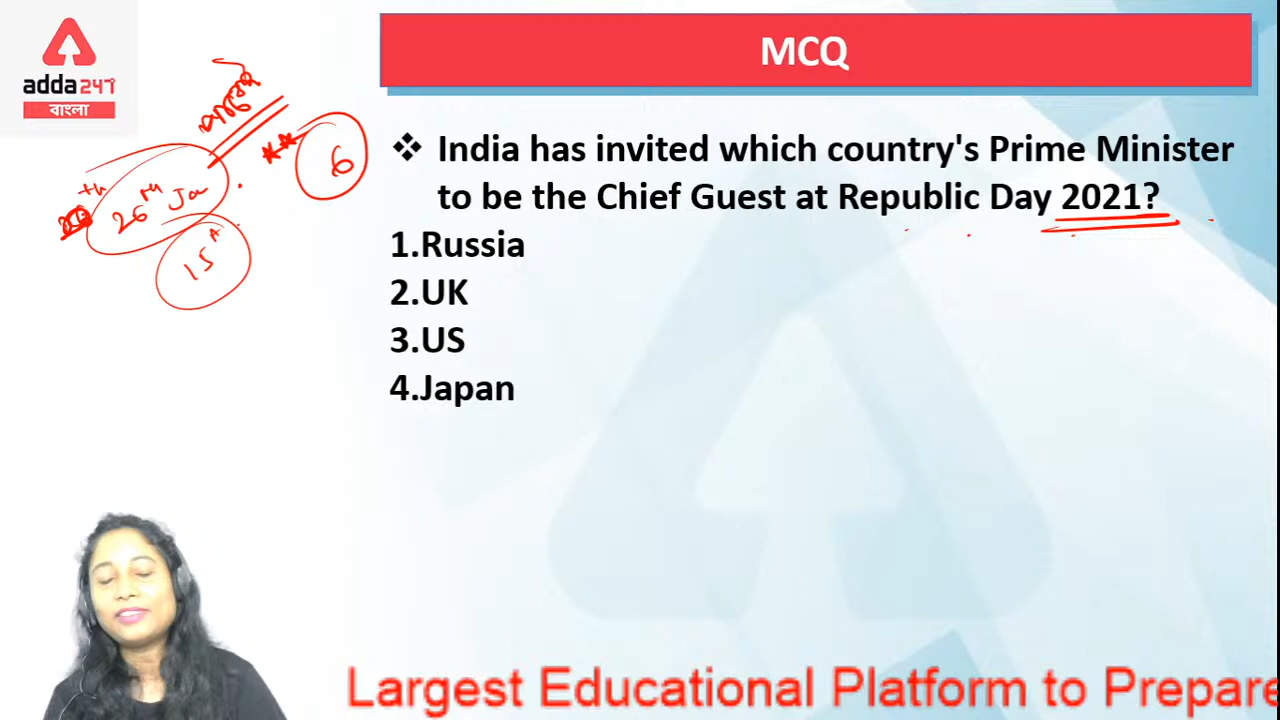 adda247
বাংলা
MCQ
India has invited which country's Prime Minister
to be the Chief Guest at Republic Day 2021?
1.Russia
2.UK
3.US
4.Japan
26th Jan
15 A
6
Largest Educational Platform to Prepare